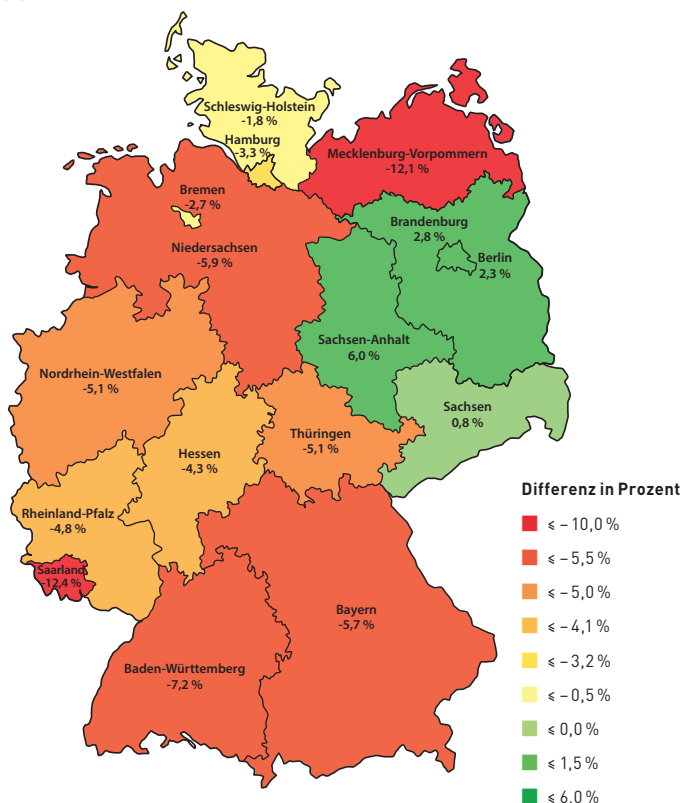 Schleswig-Holstein
-1,8 %
Hamburg
-3,3 %
Mecklenburg-Vorpommern
-12,1 %
Bremen
-2,7 %
Brandenburg
2,8 %
Niedersachsen
-5,9 %
Berlin
2,3 %
Sachsen-Anhalt
6,0 %
Nordrhein-Westfalen
-5,1 %
Sachsen
0,8 %
Thüringen
-5,1 %
Hessen
-4,3 %
Rheinland-Pfalz
-4,8 %
Saarland
-12,4 %
Bayern
-5,7 %
Baden-Württemberg
-7,2 %
Differenz in Prozent
≤ – 10,0 %
≤ – 5,5 %
≤ – 5,0 %
≤ – 4,1 %
≤ – 3,2 %
≤ – 0,5 %
≤ 0,0 %
≤ 1,5 %
≤ 6,0 %